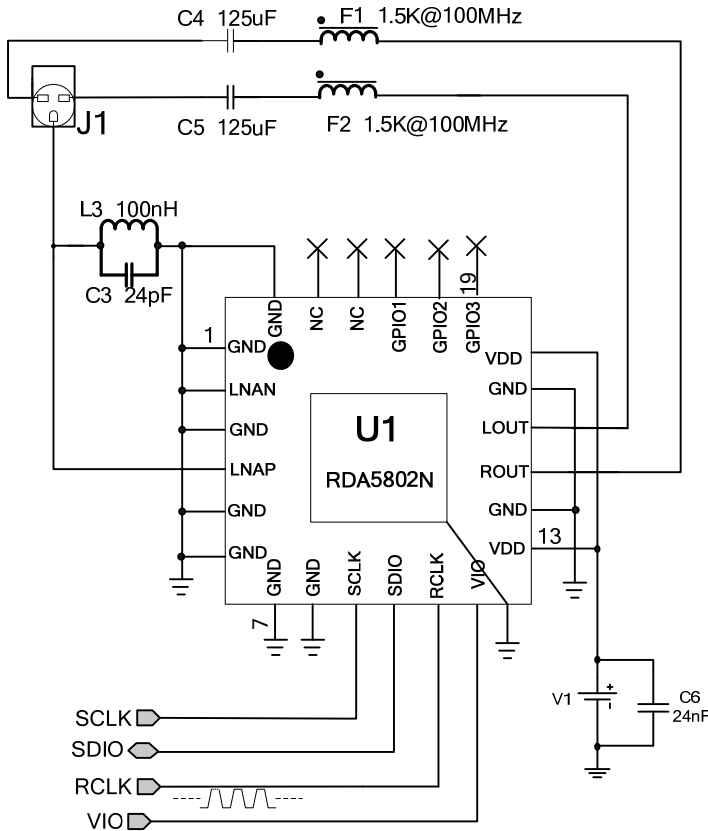 C4 125uF
F1 1.5K@100MHz
C5 125uF
F2 1.5K@100MHz
J1
L3 100nH
C3 24pF
GND
NC
NC
GPIO1
GPIO2
GPIO3
19
1
GND
LNAN
GND
LNAP
GND
GND
VDD
GND
LOUT
ROUT
GND
VDD
13
U1
RDA5802N
GND
GND
SCLK
SDIO
RCLK
VIO
7
V1
+
-
C6
24nF
SCLK
SDIO
RCLK
VIO